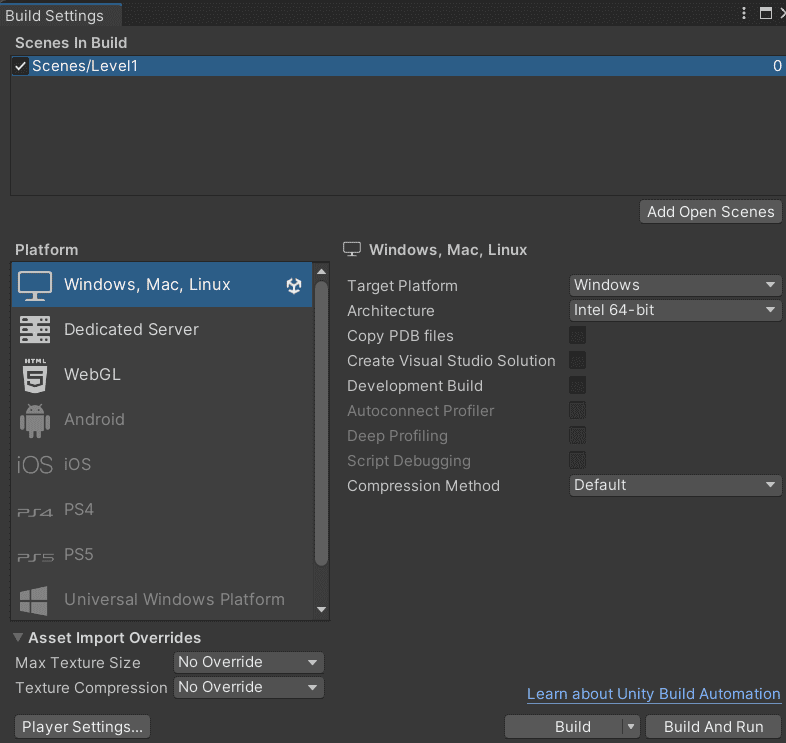 Build Settings
Scenes In Build
Scenes/Level1 0
Add Open Scenes
Platform
Windows, Mac, Linux
Dedicated Server
HTML 5 WebGL
Android
iOS iOS
PS4 PS4
PS5 PS5
Universal Windows Platform
Windows, Mac, Linux
Target Platform Windows
Architecture Intel 64-bit
Copy PDB files
Create Visual Studio Solution
Development Build
Autoconnect Profiler
Deep Profiling
Script Debugging
Compression Method Default
Asset Import Overrides
Max Texture Size No Override
Texture Compression No Override
Learn about Unity Build Automation
Player Settings... Build Build And Run